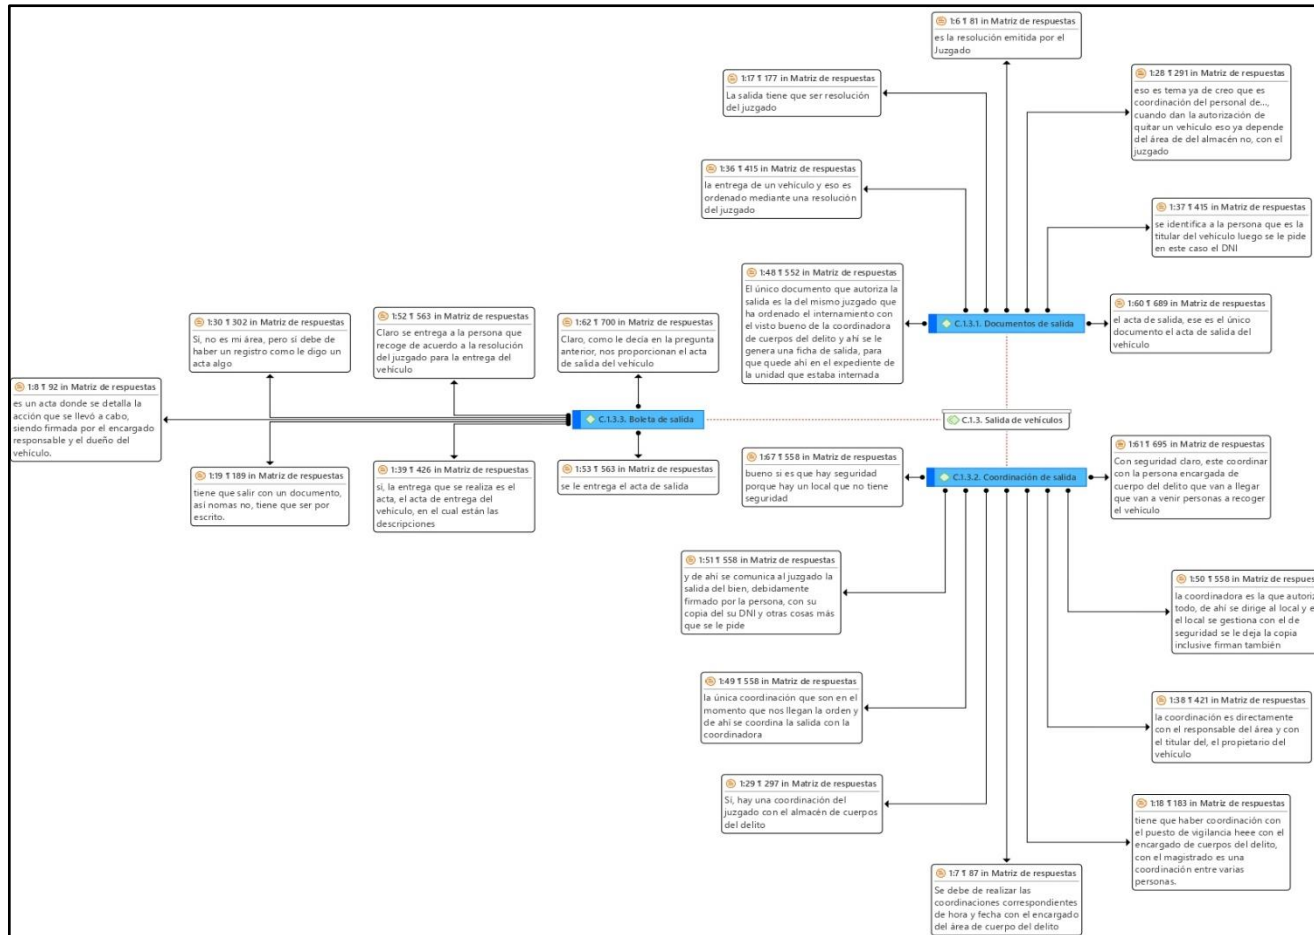 1:6 ¶ 81 in Matriz de respuestas
es la resolución emitida por el
Juzgado
1:17 ¶ 177 in Matriz de respuestas
La salida tiene que ser resolución
del juzgado
1:28 ¶ 291 in Matriz de respuestas
eso es tema ya de creo que es
coordinación del personal de...,
cuando dan la autorización de
quitar un vehículo eso ya depende
del área de del almacén no, con el
juzgado
1:36 ¶ 415 in Matriz de respuestas
la entrega de un vehículo y eso es
ordenado mediante una resolución
del juzgado
1:37 ¶ 415 in Matriz de respuestas
se identifica a la persona que es la
titular del vehículo luego se le pide
en este caso el DNI
1:48 ¶ 552 in Matriz de respuestas
El único documento que autoriza la
salida es la del mismo juzgado que
ha ordenado el internamiento con el
visto bueno de la coordinadora
de cuerpos del delito y ahí se le
genera una ficha de salida, para
que quede ahí en el expediente de
la unidad que estaba internada
C.1.3.1. Documentos de salida
1:60 ¶ 689 in Matriz de respuestas
el acta de salida, ese es el único
documento el acta de salida del
vehículo
1:30 ¶ 302 in Matriz de respuestas
Si, no es mi área, pero si debe de
haber un registro como le digo un
acta algo
1:52 ¶ 563 in Matriz de respuestas
Claro se entrega a la persona que
recoge de acuerdo a la resolución
del juzgado para la entrega del
vehículo
1:62 ¶ 700 in Matriz de respuestas
Claro, como le decía en la pregunta
anterior, nos proporcionan el acta
de salida del vehículo
1:8 ¶ 92 in Matriz de respuestas
es un acta donde se detalla la
acción que se llevó a cabo,
siendo firmada por el encargado
responsable y el dueño del
vehículo.
C.1.3.3. Boleta de salida
C.1.3. Salida de vehículos
1:19 ¶ 189 in Matriz de respuestas
tiene que salir con un documento,
asi nomas no, tiene que ser por
escrito.
1:39 ¶ 426 in Matriz de respuestas
si, la entrega que se realiza es el
acta, el acta de entrega del
vehículo, en el cual están las
descripciones
1:53 ¶ 563 in Matriz de respuestas
se le entrega el acta de salida
1:67 ¶ 558 in Matriz de respuestas
bueno si es que hay seguridad
porque hay un local que no tiene
seguridad
C.1.3.2. Coordinación de salida
1:61 ¶ 695 in Matriz de respuestas
Con seguridad claro, este coordinar
con la persona encargada de
cuerpo del delito que van a llegar
que van a venir personas a recoger
el vehículo
1:51 ¶ 558 in Matriz de respuestas
y de ahí se comunica al juzgado la
salida del bien, debidamente
firmado por la persona, con su
copia del su DNI y otras cosas más
que se le pide
1:50 ¶ 558 in Matriz de
la coordinadora es la que
todo, de ahí se dirige al local y
el local se gestiona con el de
seguridad se le deja la copia
inclusive firman también
1:49 ¶ 558 in Matriz de respuestas
la única coordinación que son en el
momento que nos llegan la orden y
de ahí se coordina la salida con la
coordinadora
1:38 ¶ 421 in Matriz de respuestas
la coordinación es directamente
con el responsable del área y con
el titular del, el propietario del
vehículo
1:29 ¶ 297 in Matriz de respuestas
Si, hay una coordinación del
juzgado con el almacén de cuerpos
del delito
1:18 ¶ 183 in Matriz de respuestas
tiene que haber coordinación con
el puesto de vigilancia heee con el
encargado de cuerpos del delito,
con el magistrado es una
coordinación entre varias
personas.
1:7 ¶ 87 in Matriz de respuestas
Se debe de realizar las
coordinaciones correspondientes
de hora y fecha con el encargado
del área de cuerpo del delito